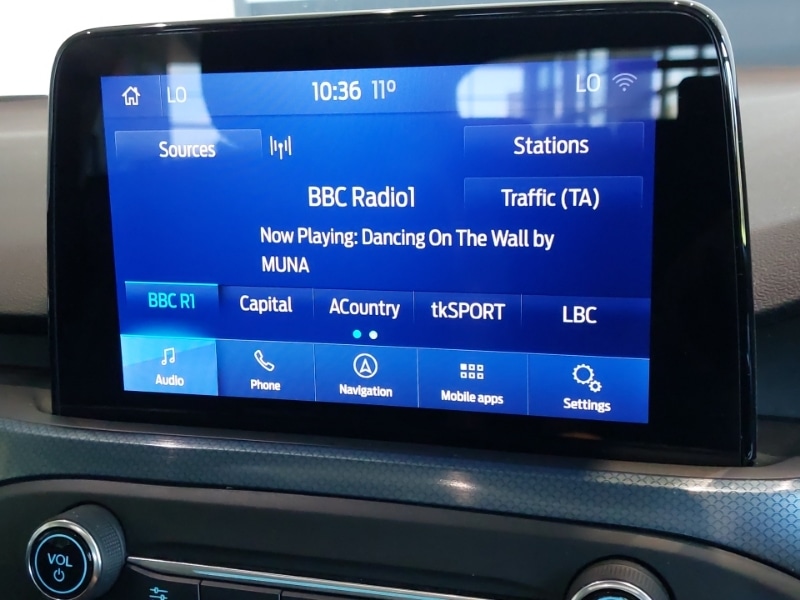 LO 10:36 11° LO
Sources Stations
BBC Radio1 Traffic (TA)
Now Playing: Dancing On The Wall by
MUNA
BBC R1 Capital ACountry tkSPORT LBC
Audio Phone Navigation Mobile apps Settings
VOL